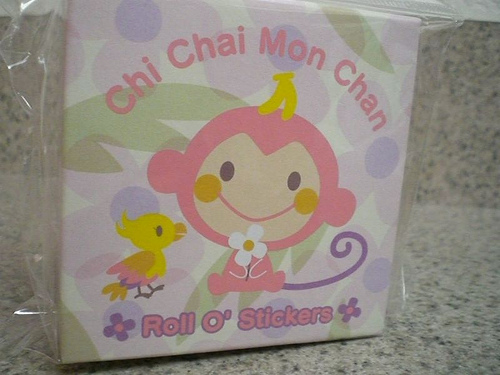 Chi Chai Mon Chan
Roll O' Stickers